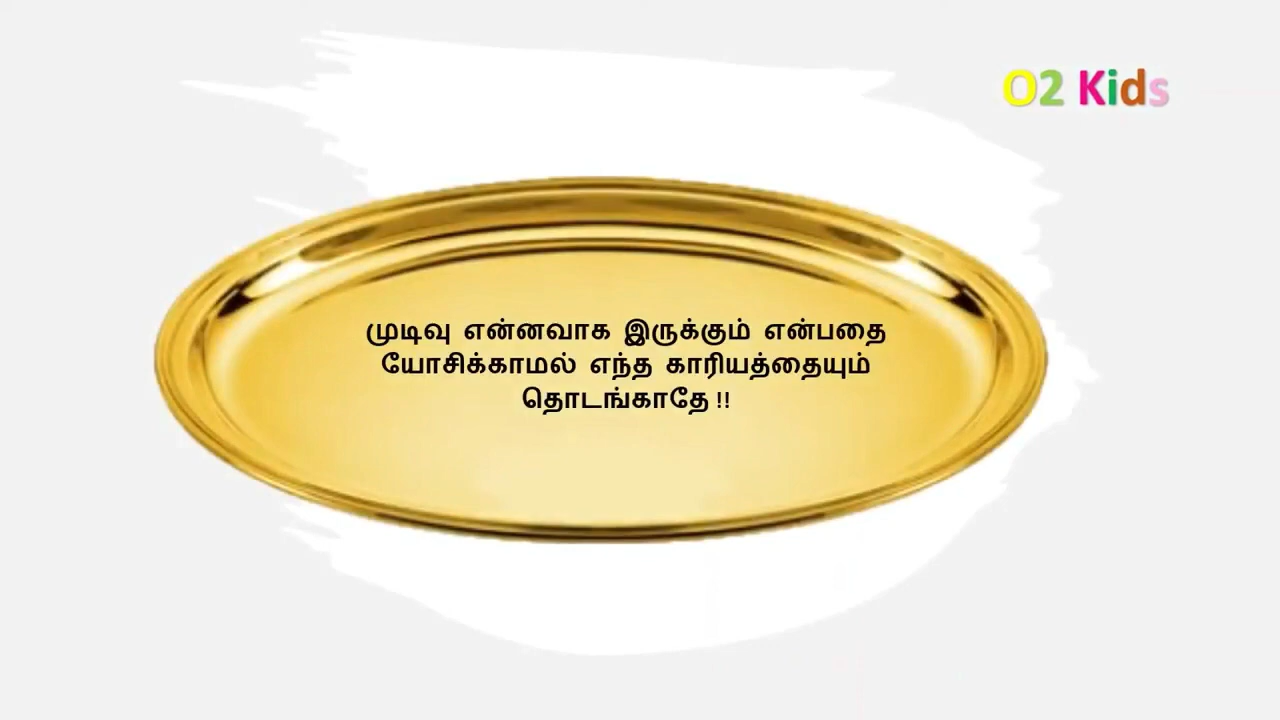 O2 Kids
முடிவு என்னவாக இருக்கும் என்பதை
யோசிக்காமல் எந்த காரியத்தையும்
தொடங்காதே !!